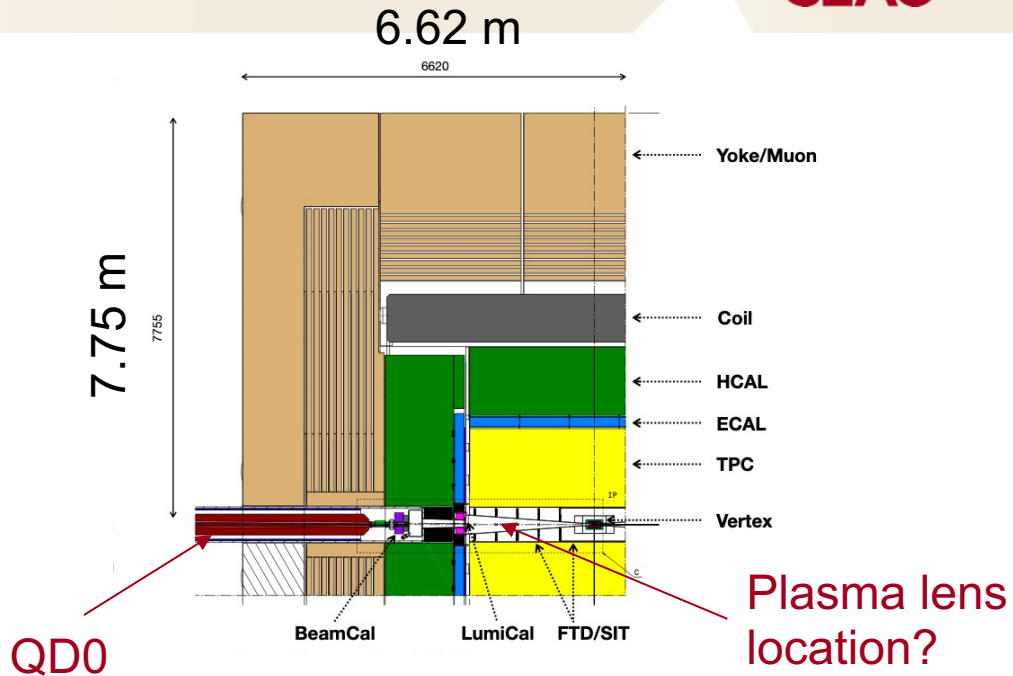 6.62 m
6620
Yoke/Muon
7.75 m
7755
Coil
HCAL
ECAL
TPC
IP
Vertex
C
BeamCal
LumiCal
FTD/SIT
QD0
Plasma lens
location?